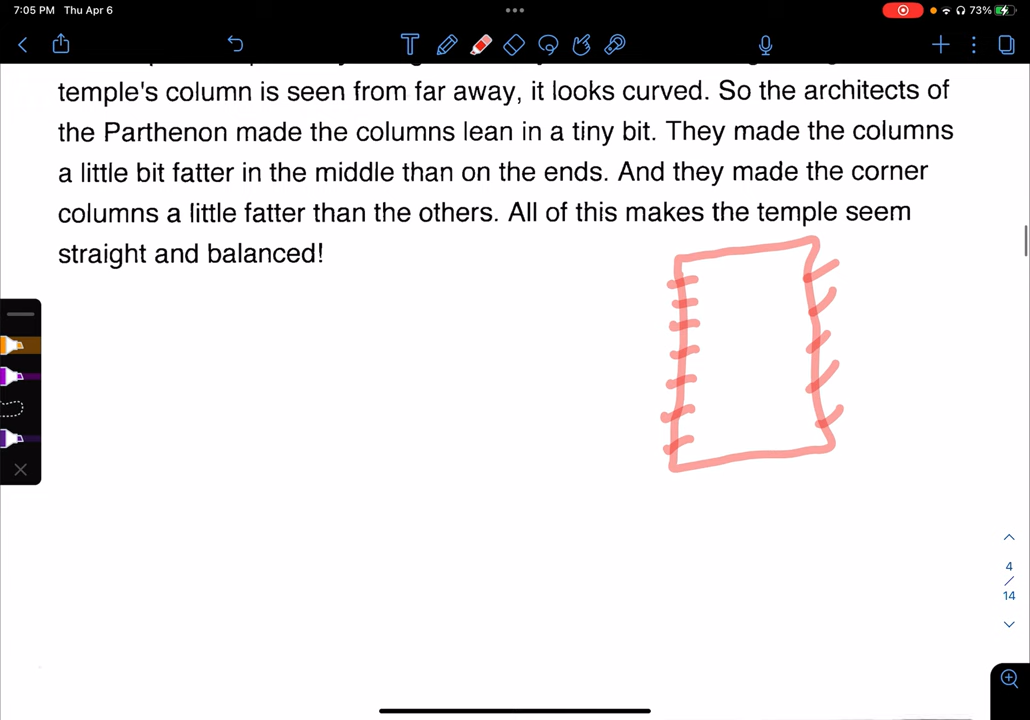 7:05 PM Thu Apr 6
73%
temple's column is seen from far away, it looks curved. So the architects of
the Parthenon made the columns lean in a tiny bit. They made the columns
a little bit fatter in the middle than on the ends. And they made the corner
columns a little fatter than the others. All of this makes the temple seem
straight and balanced!
4
/
14